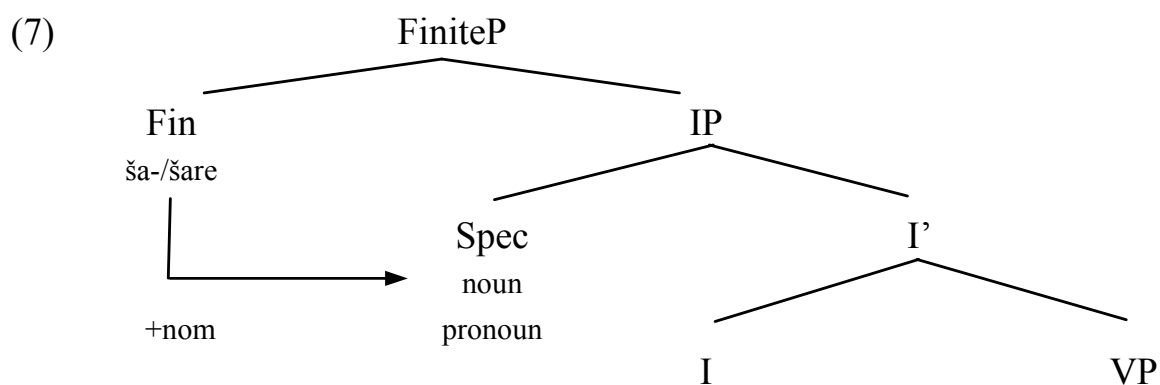 (7) FiniteP
Fin IP
ša-/šare
Spec I’
noun
+nom pronoun
I VP